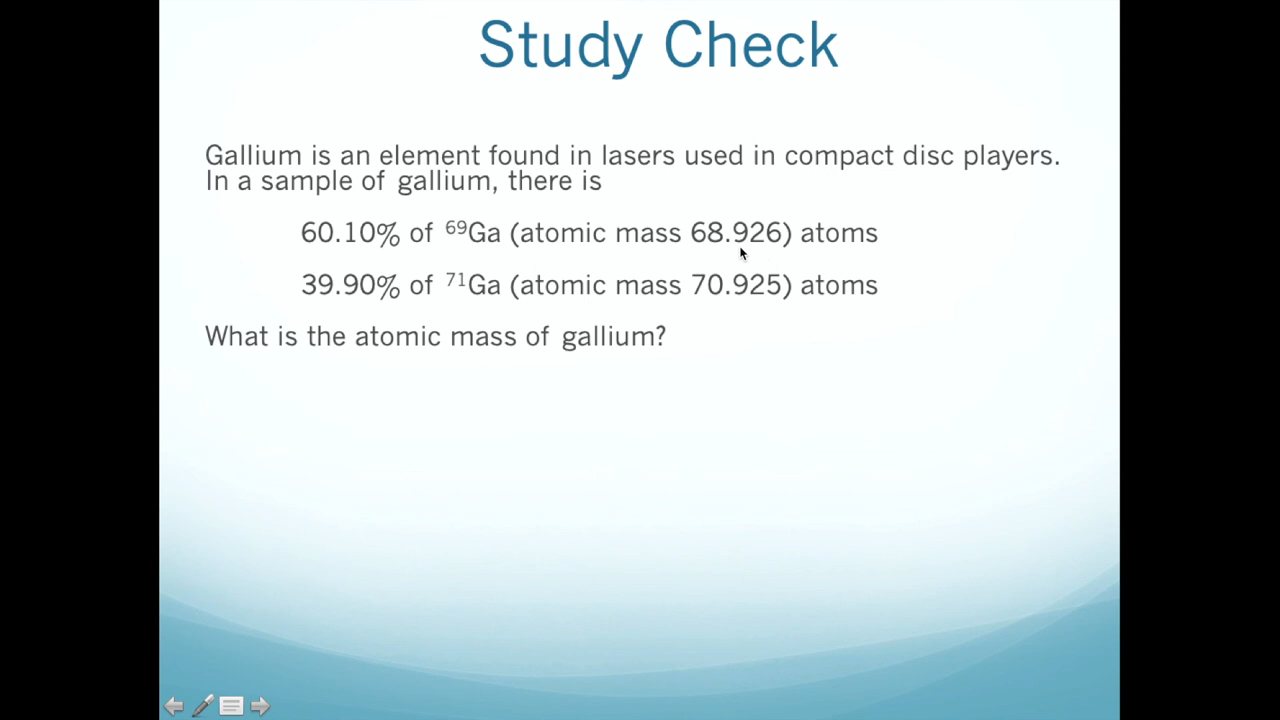 Study Check
Gallium is an element found in lasers used in compact disc players.
In a sample of gallium, there is
60.10% of ⁶⁹Ga (atomic mass 68.926) atoms
39.90% of ⁷¹Ga (atomic mass 70.925) atoms
What is the atomic mass of gallium?